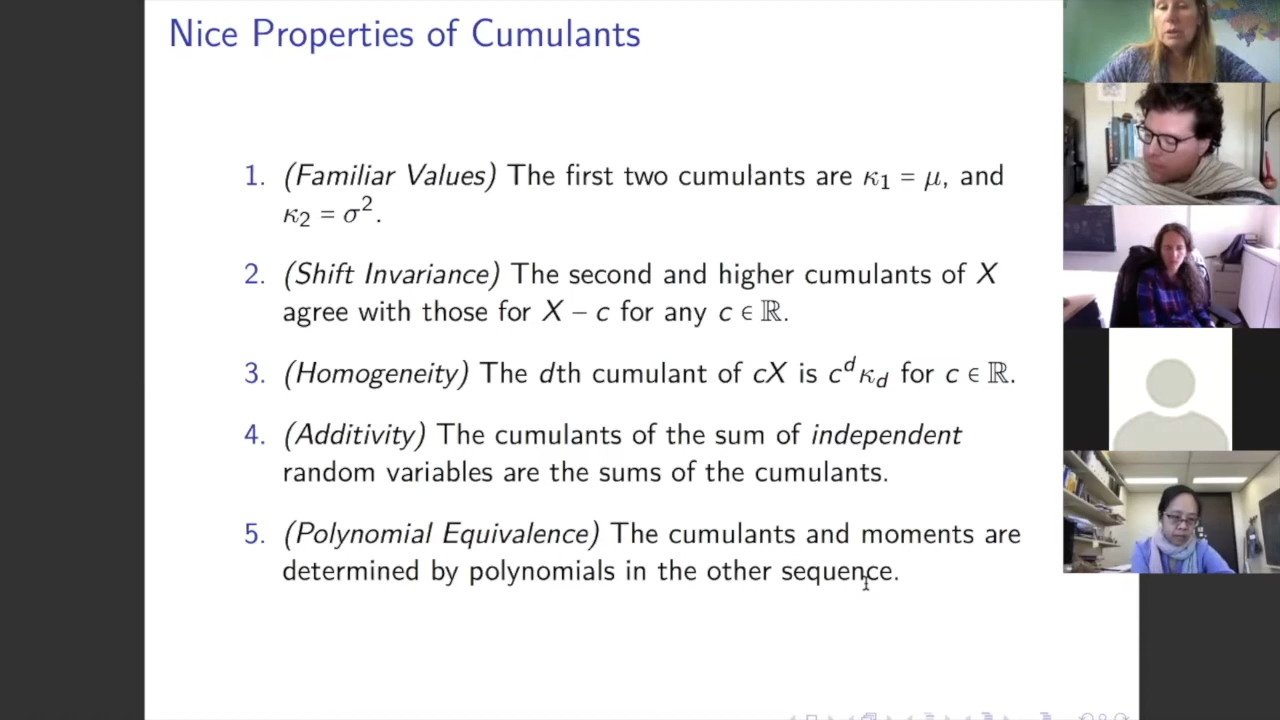 Nice Properties of Cumulants
1. (Familiar Values) The first two cumulants are κ₁ = μ, and
κ₂ = σ².
2. (Shift Invariance) The second and higher cumulants of X
agree with those for X − c for any c ∈ ℝ.
3. (Homogeneity) The dth cumulant of cX is cᵈκ_d for c ∈ ℝ.
4. (Additivity) The cumulants of the sum of independent
random variables are the sums of the cumulants.
5. (Polynomial Equivalence) The cumulants and moments are
determined by polynomials in the other sequence.